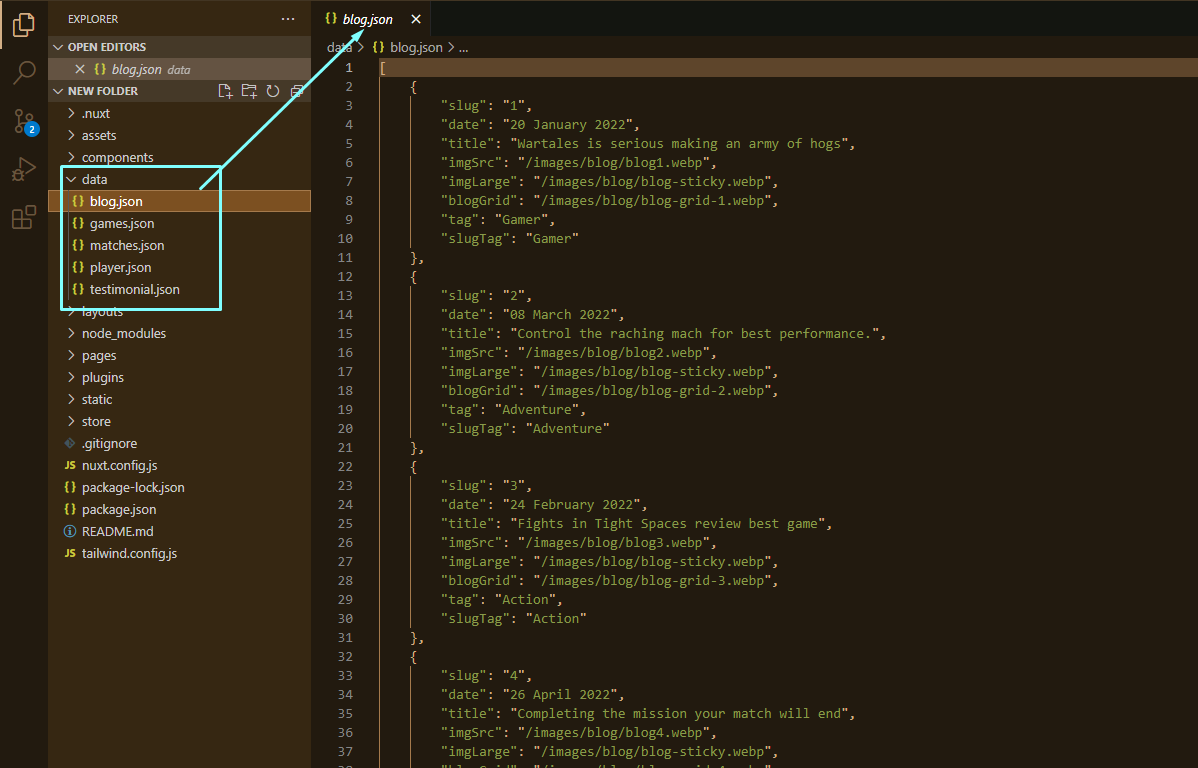 EXPLORER
OPEN EDITORS
{} blog.json data
NEW FOLDER
2
.nuxt
assets
components
data
{} blog.json
{} games.json
{} matches.json
{} player.json
{} testimonial.json
layouts
node_modules
pages
plugins
static
store
.gitignore
JS nuxt.config.js
{} package-lock.json
{} package.json
README.md
JS tailwind.config.js
{} blog.json
data > {} blog.json > ...
1 [
2 {
3 "slug": "1",
4 "date": "20 January 2022",
5 "title": "Wartales is serious making an army of hogs",
6 "imgSrc": "/images/blog/blog1.webp",
7 "imgLarge": "/images/blog/blog-sticky.webp",
8 "blogGrid": "/images/blog/blog-grid-1.webp",
9 "tag": "Gamer",
10 "slugTag": "Gamer"
11 },
12 {
13 "slug": "2",
14 "date": "08 March 2022",
15 "title": "Control the raching mach for best performance.",
16 "imgSrc": "/images/blog/blog2.webp",
17 "imgLarge": "/images/blog/blog-sticky.webp",
18 "blogGrid": "/images/blog/blog-grid-2.webp",
19 "tag": "Adventure",
20 "slugTag": "Adventure"
21 },
22 {
23 "slug": "3",
24 "date": "24 February 2022",
25 "title": "Fights in Tight Spaces review best game",
26 "imgSrc": "/images/blog/blog3.webp",
27 "imgLarge": "/images/blog/blog-sticky.webp",
28 "blogGrid": "/images/blog/blog-grid-3.webp",
29 "tag": "Action",
30 "slugTag": "Action"
31 },
32 {
33 "slug": "4",
34 "date": "26 April 2022",
35 "title": "Completing the mission your match will end",
36 "imgSrc": "/images/blog/blog4.webp",
37 "imgLarge": "/images/blog/blog-sticky.webp",